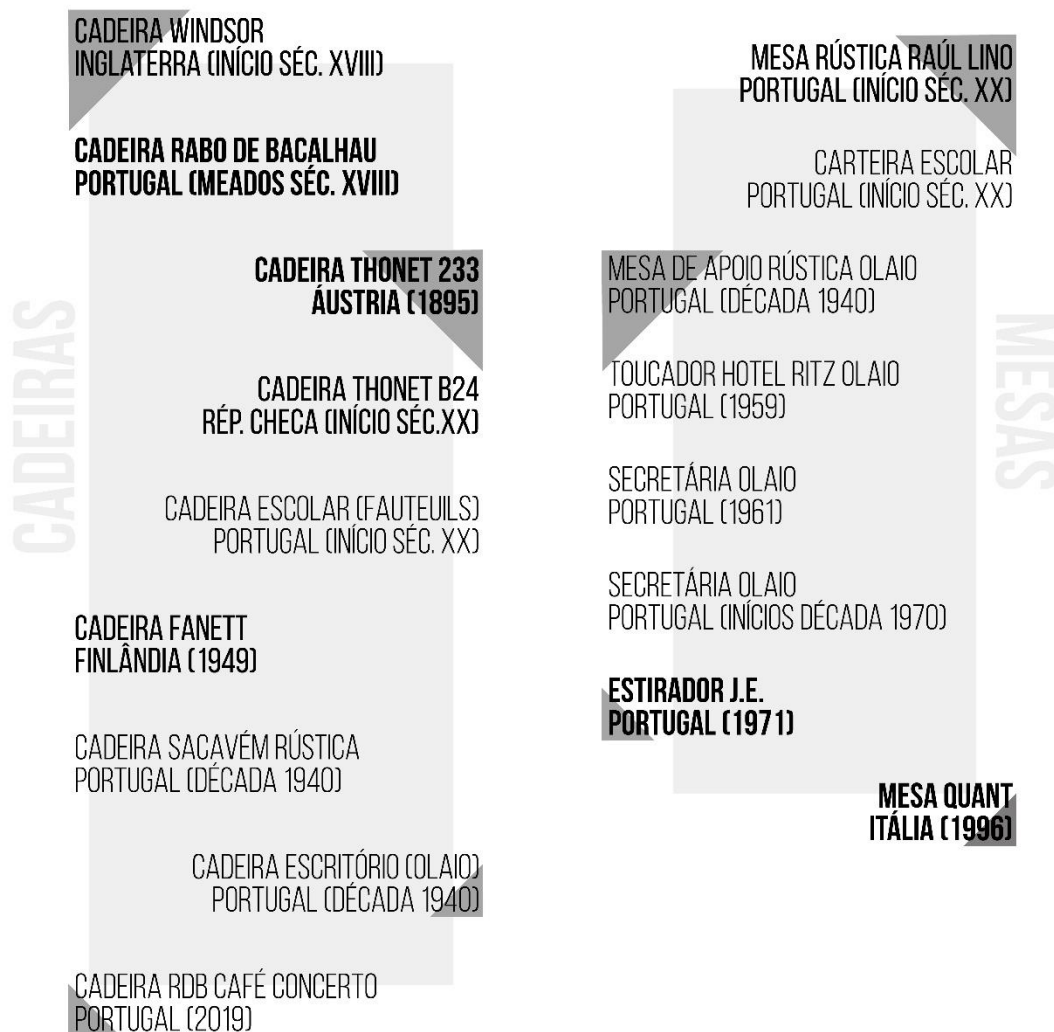 CADEIRAS
CADEIRA WINDSOR
INGLATERRA (INÍCIO SÉC. XVIII)
CADEIRA RABO DE BACALHAU
PORTUGAL (MEADOS SÉC. XVIII)
CADEIRA THONET 233
ÁUSTRIA (1895)
CADEIRA THONET B24
RÉP. CHECA (INÍCIO SÉC.XX)
CADEIRA ESCOLAR (FAUTEUILS)
PORTUGAL (INÍCIO SÉC. XX)
CADEIRA FANETT
FINLÂNDIA (1949)
CADEIRA SACAVÉM RÚSTICA
PORTUGAL (DÉCADA 1940)
CADEIRA ESCRITÓRIO (OLAIO)
PORTUGAL (DÉCADA 1940)
CADEIRA RDB CAFÉ CONCERTO
PORTUGAL (2019)
MESAS
MESA RÚSTICA RAÚL LINO
PORTUGAL (INÍCIO SÉC. XX)
CARTEIRA ESCOLAR
PORTUGAL (INÍCIO SÉC. XX)
MESA DE APOIO RÚSTICA OLAIO
PORTUGAL (DÉCADA 1940)
TOUCADOR HOTEL RITZ OLAIO
PORTUGAL (1959)
SECRETÁRIA OLAIO
PORTUGAL (1961)
SECRETÁRIA OLAIO
PORTUGAL (INÍCIOS DÉCADA 1970)
ESTIRADOR J.E.
PORTUGAL (1971)
MESA QUANT
ITÁLIA (1996)